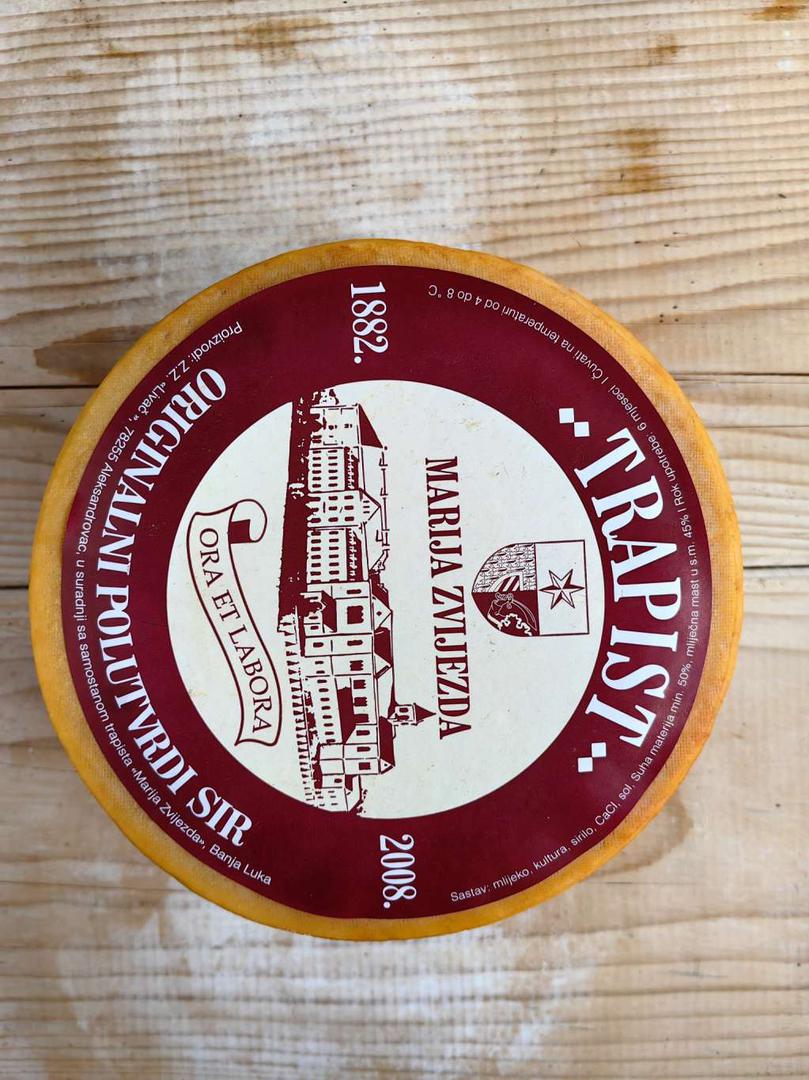 Sastav: mlijeko, kultura, sirilo, CaCl, sol, Suha materija min. 50%, mliječna mast u s.m. 45% | Rok upotrebe: 6 mjeseci | Čuvati na temperaturi od 4 do 8 °C
TRAPIST
1882.
2008.
MARIJA ZVIJEZDA
ORA ET LABORA
ORIGINALNI POLUTVRDI SIR
Proizvodi: Z.Z. «Livač», 78255 Aleksandrovac, u suradnji sa samostanom trapista «Marija Zvijezda», Banja Luka